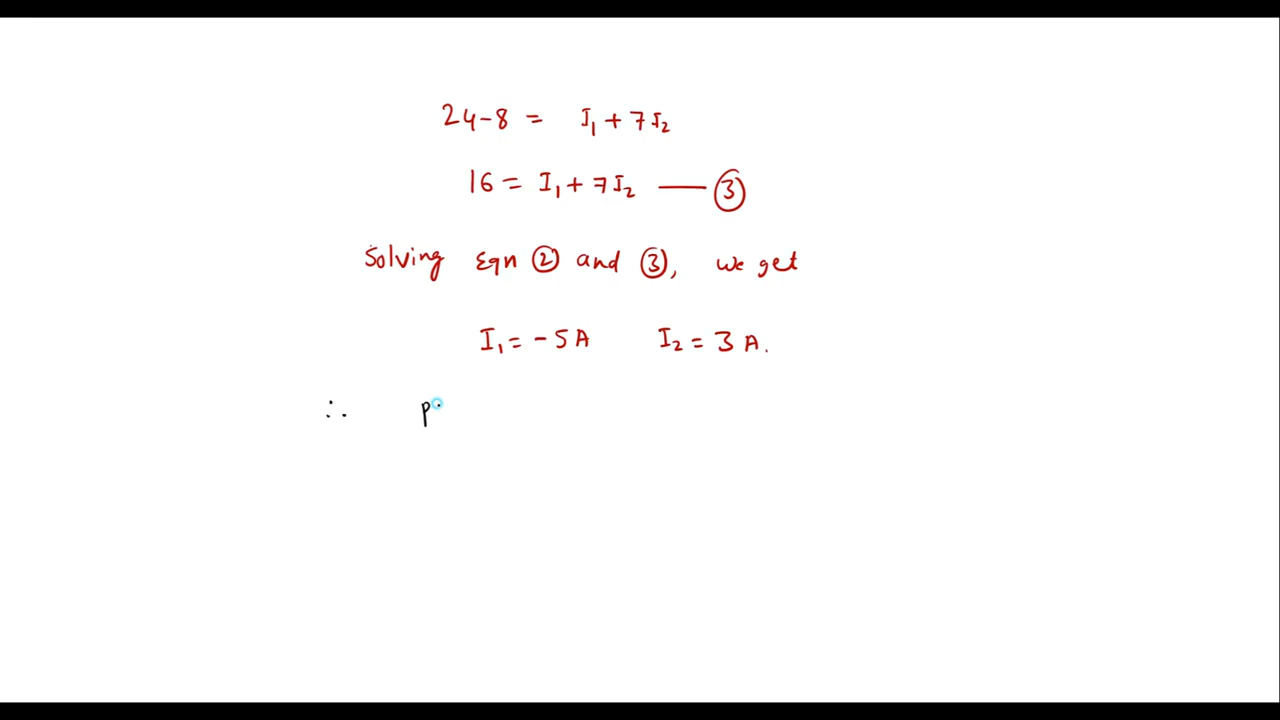 24-8 = I₁ + 7I₂
16 = I₁ + 7I₂ —— ③
Solving Eqn ② and ③, we get
I₁ = -5A I₂ = 3A.
∴ P